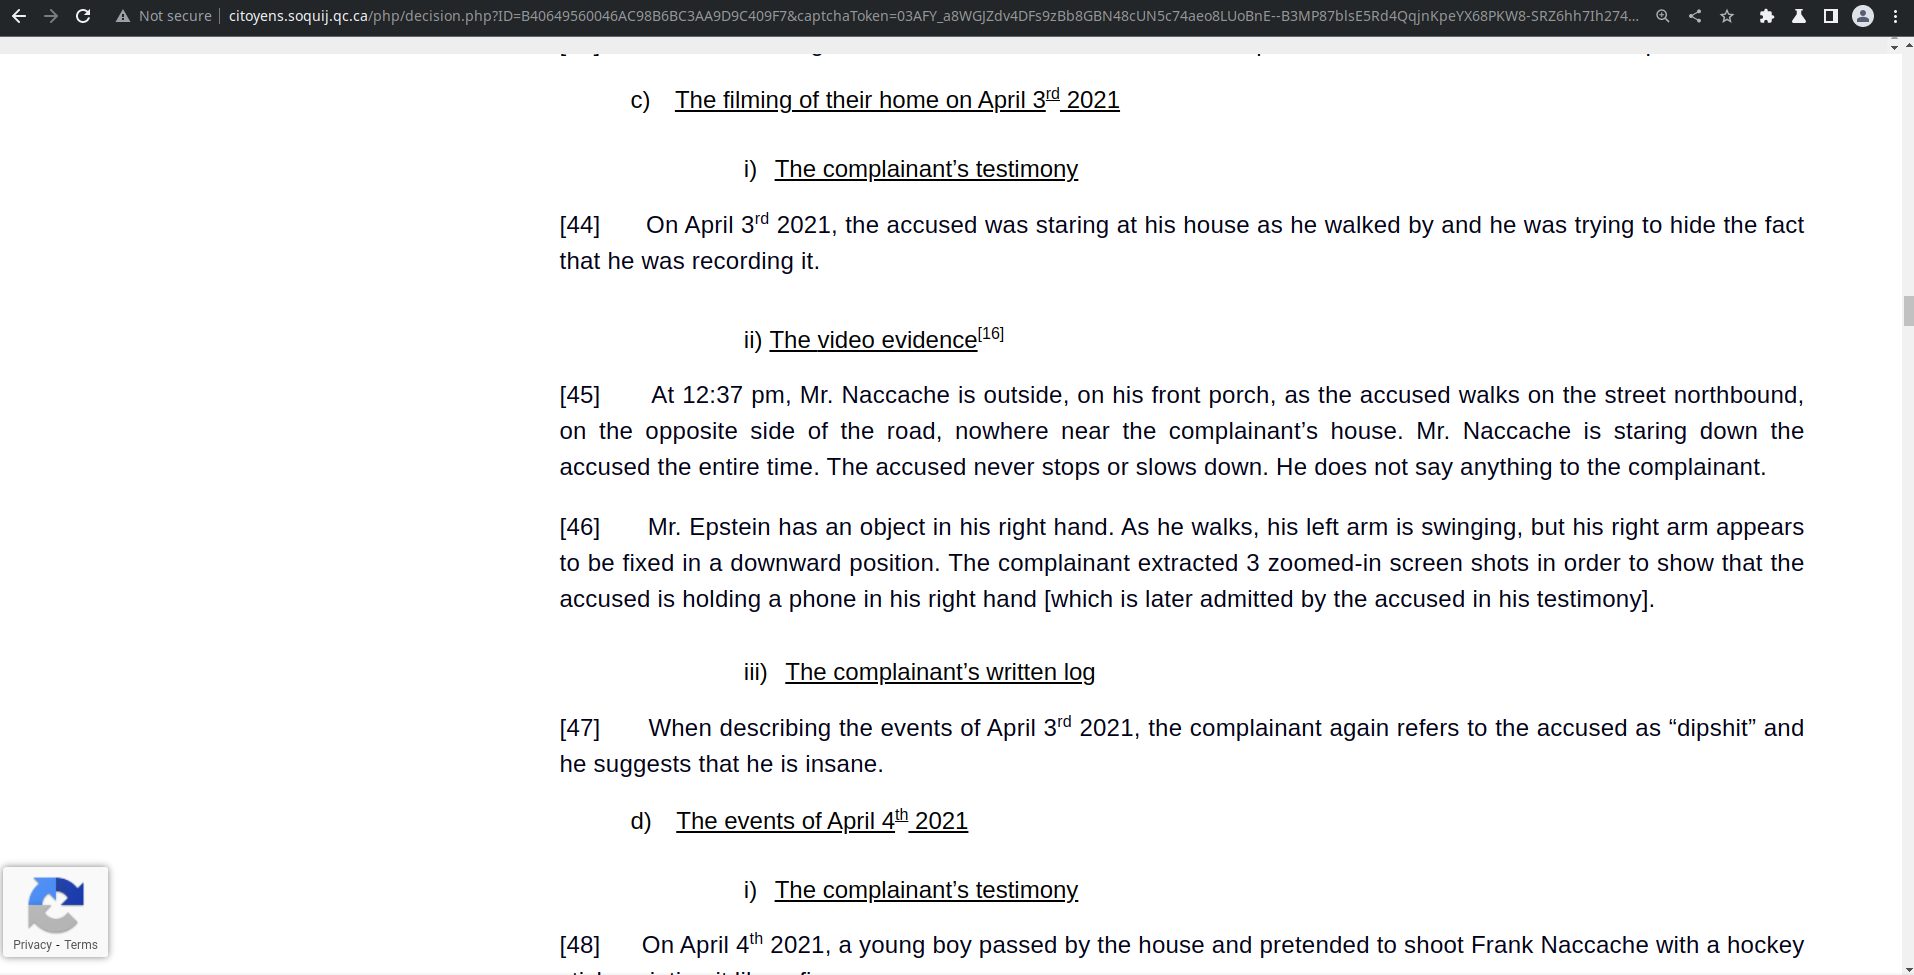 Not secure citoyens.soquij.qc.ca/php/decision.php?ID=B40649560046AC98B6BC3AA9D9C409F7&captchaToken=03AFY_a8WGJZdv4DFs9zBb8GBN48cUN5c74aeo8LUoBnE--B3MP87blsE5Rd4QqjnKpeYX68PKW8-SRZ6hh7Ih274...
c) The filming of their home on April 3rd 2021
i) The complainant’s testimony
[44] On April 3rd 2021, the accused was staring at his house as he walked by and he was trying to hide the fact
that he was recording it.
ii) The video evidence[16]
[45] At 12:37 pm, Mr. Naccache is outside, on his front porch, as the accused walks on the street northbound,
on the opposite side of the road, nowhere near the complainant’s house. Mr. Naccache is staring down the
accused the entire time. The accused never stops or slows down. He does not say anything to the complainant.
[46] Mr. Epstein has an object in his right hand. As he walks, his left arm is swinging, but his right arm appears
to be fixed in a downward position. The complainant extracted 3 zoomed-in screen shots in order to show that the
accused is holding a phone in his right hand [which is later admitted by the accused in his testimony].
iii) The complainant’s written log
[47] When describing the events of April 3rd 2021, the complainant again refers to the accused as “dipshit” and
he suggests that he is insane.
d) The events of April 4th 2021
i) The complainant’s testimony
[48] On April 4th 2021, a young boy passed by the house and pretended to shoot Frank Naccache with a hockey
Privacy - Terms